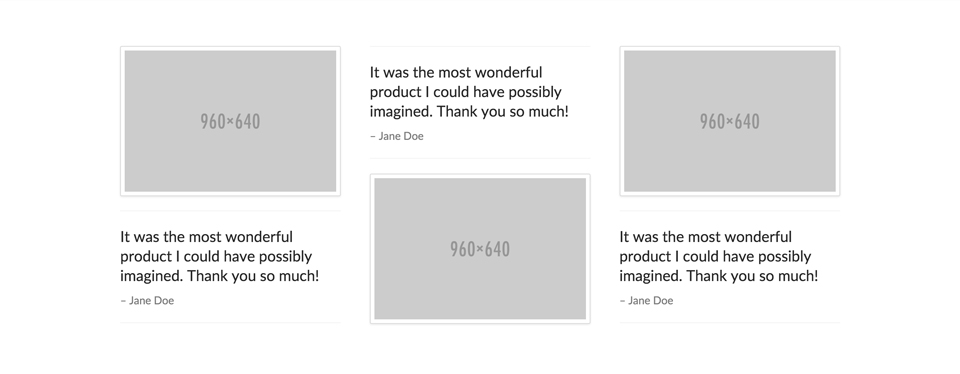 960×640
It was the most wonderful
product I could have possibly
imagined. Thank you so much!
– Jane Doe
It was the most wonderful
product I could have possibly
imagined. Thank you so much!
– Jane Doe
960×640
960×640
It was the most wonderful
product I could have possibly
imagined. Thank you so much!
– Jane Doe